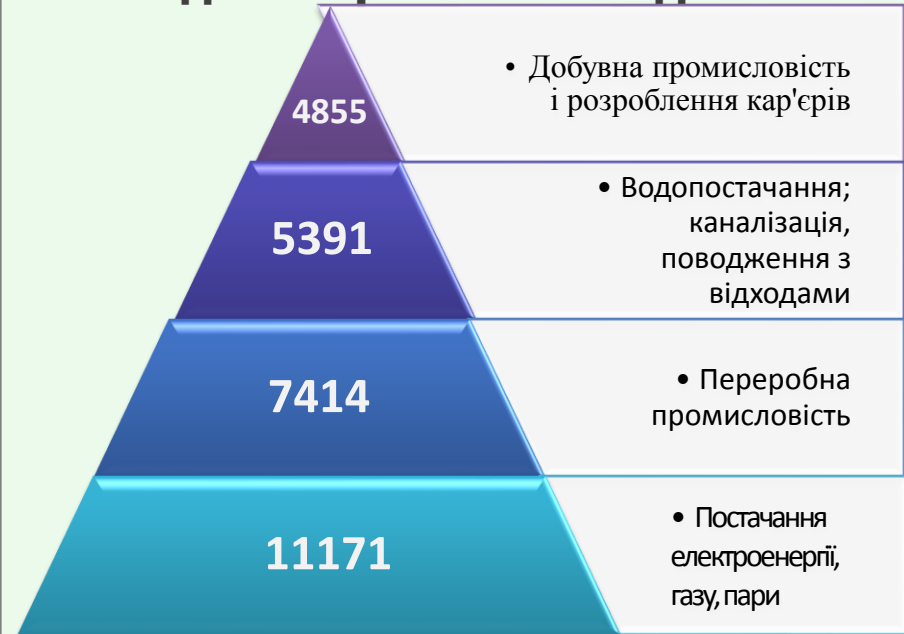 4855
• Добувна промисловість
і розроблення кар'єрів
5391
• Водопостачання;
каналізація,
поводження з
відходами
7414
• Переробна
промисловість
11171
• Постачання
електроенергії,
газу, пари